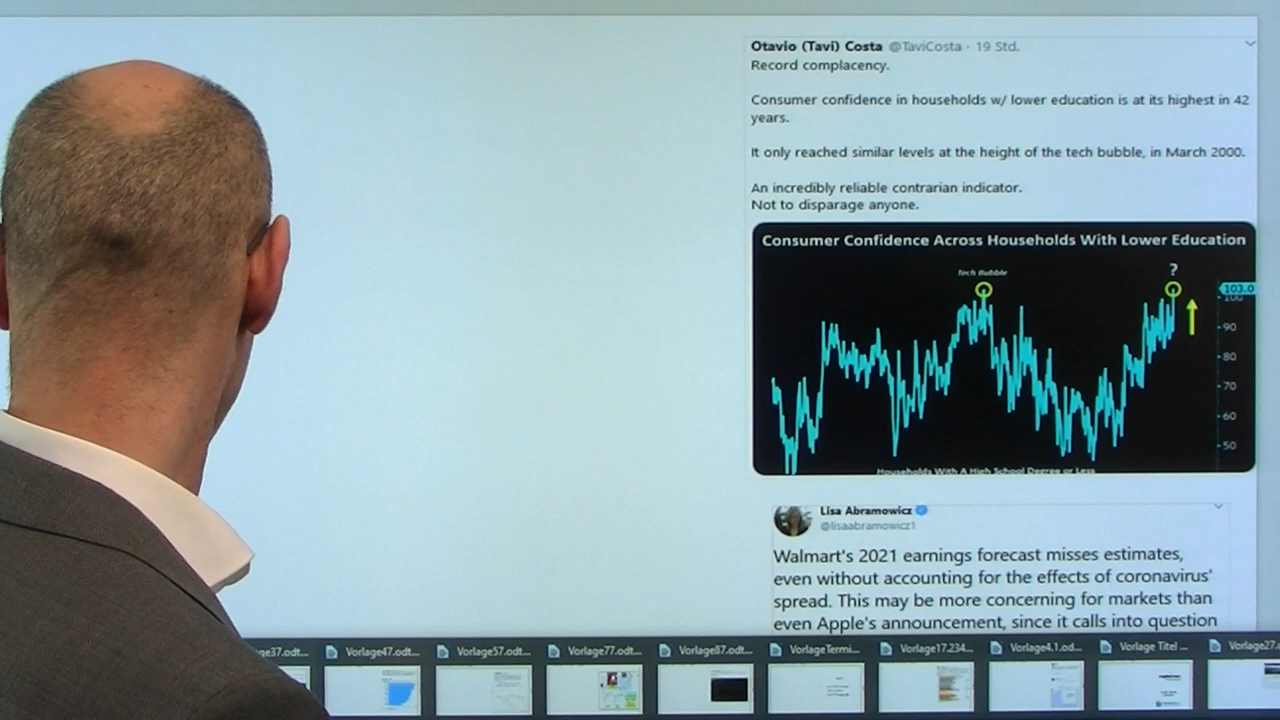 Otavio (Tavi) Costa @TaviCosta · 19 Std.
Record complacency.
Consumer confidence in households w/ lower education is at its highest in 42
years.
It only reached similar levels at the height of the tech bubble, in March 2000.
An incredibly reliable contrarian indicator.
Not to disparage anyone.
Consumer Confidence Across Households With Lower Education
Tech Bubble
?
103.0
100
90
80
70
60
50
Households With A High School Degree or Less
Lisa Abramowicz
@lisaabramowicz1
Walmart's 2021 earnings forecast misses estimates,
even without accounting for the effects of coronavirus'
spread. This may be more concerning for markets than
even Apple's announcement, since it calls into question
ge37.odt... Vorlage47.odt... Vorlage57.odt... Vorlage77.odt... Vorlage87.odt... VorlageTermi... Vorlage17.234... Vorlage4.1.od... Vorlage Titel ... Vorlage27.o